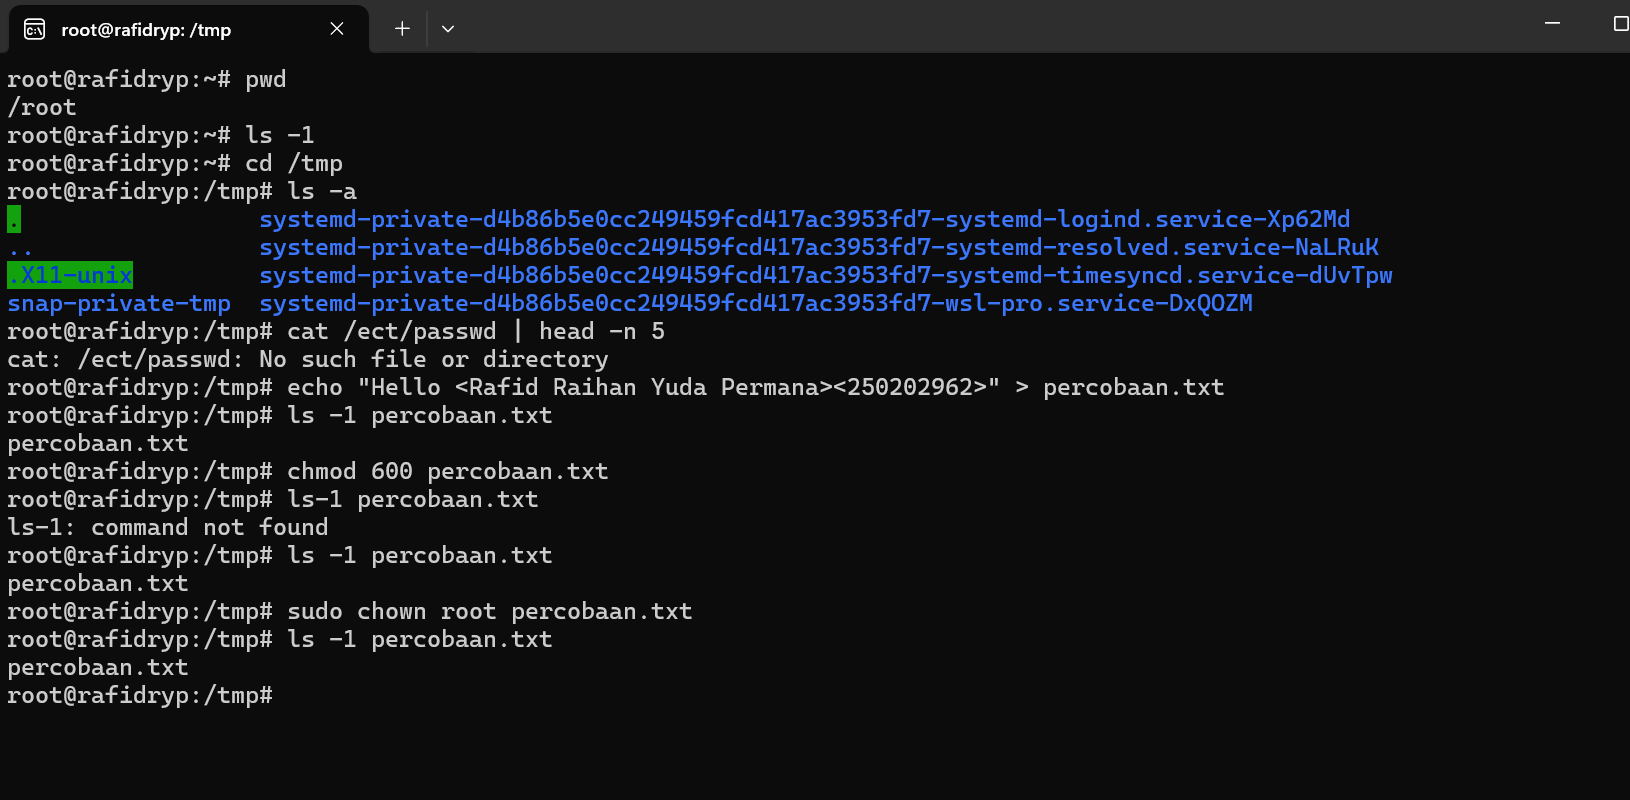 root@rafidryp: /tmp
root@rafidryp:~# pwd
/root
root@rafidryp:~# ls -1
root@rafidryp:~# cd /tmp
root@rafidryp:/tmp# ls -a
. systemd-private-d4b86b5e0cc249459fcd417ac3953fd7-systemd-logind.service-Xp62Md
.. systemd-private-d4b86b5e0cc249459fcd417ac3953fd7-systemd-resolved.service-NaLRuK
.X11-unix systemd-private-d4b86b5e0cc249459fcd417ac3953fd7-systemd-timesyncd.service-dUvTpw
snap-private-tmp systemd-private-d4b86b5e0cc249459fcd417ac3953fd7-wsl-pro.service-DxQOZM
root@rafidryp:/tmp# cat /ect/passwd | head -n 5
cat: /ect/passwd: No such file or directory
root@rafidryp:/tmp# echo "Hello <Rafid Raihan Yuda Permana><250202962>" > percobaan.txt
root@rafidryp:/tmp# ls -1 percobaan.txt
percobaan.txt
root@rafidryp:/tmp# chmod 600 percobaan.txt
root@rafidryp:/tmp# ls-1 percobaan.txt
ls-1: command not found
root@rafidryp:/tmp# ls -1 percobaan.txt
percobaan.txt
root@rafidryp:/tmp# sudo chown root percobaan.txt
root@rafidryp:/tmp# ls -1 percobaan.txt
percobaan.txt
root@rafidryp:/tmp#